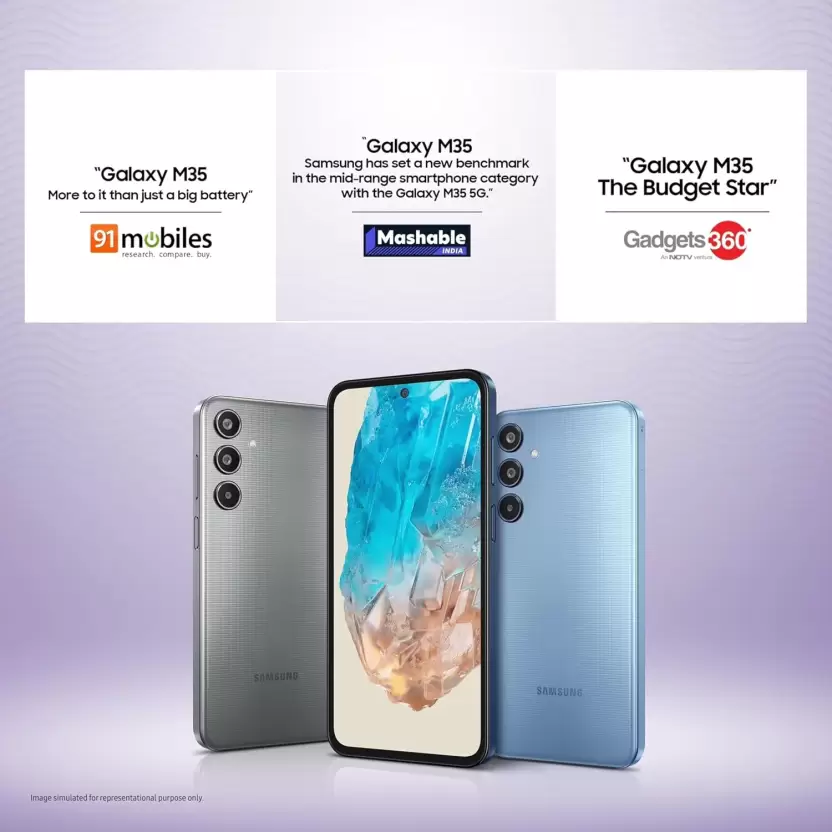 “Galaxy M35
More to it than just a big battery”
91mobiles
research. compare. buy.
“Galaxy M35
Samsung has set a new benchmark
in the mid-range smartphone category
with the Galaxy M35 5G.”
Mashable
INDIA
“Galaxy M35
The Budget Star”
Gadgets 360
An NDTV venture
SAMSUNG
SAMSUNG
Image simulated for representational purpose only.